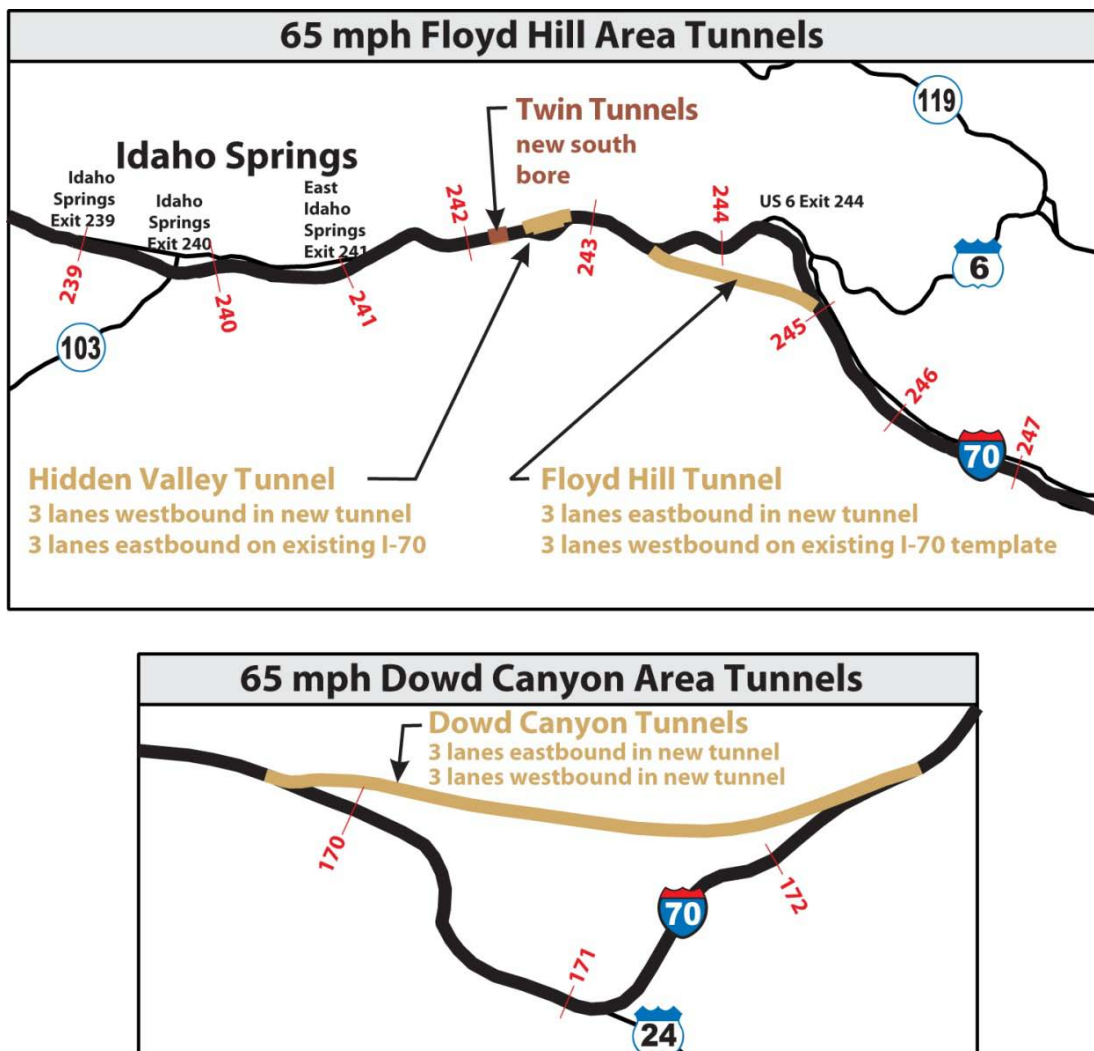 65 mph Floyd Hill Area Tunnels
119
Twin Tunnels
new south
bore
Idaho Springs
Idaho
Springs
Exit 239
Idaho
Springs
Exit 240
East
Idaho
Springs
Exit 241
242
244
US 6 Exit 244
243
6
239
240
241
245
103
246
247
70
Hidden Valley Tunnel
3 lanes westbound in new tunnel
3 lanes eastbound on existing I-70
Floyd Hill Tunnel
3 lanes eastbound in new tunnel
3 lanes westbound on existing I-70 template
65 mph Dowd Canyon Area Tunnels
Dowd Canyon Tunnels
3 lanes eastbound in new tunnel
3 lanes westbound in new tunnel
170
172
70
171
24